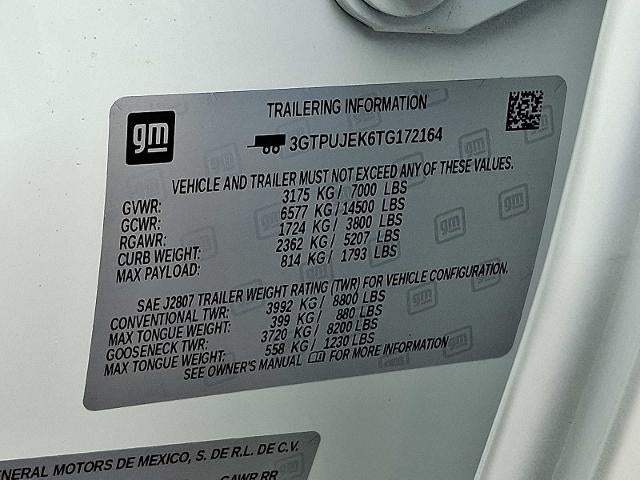 gm
TRAILERING INFORMATION
3GTPUJEK6TG172164
VEHICLE AND TRAILER MUST NOT EXCEED ANY OF THESE VALUES.
GVWR: 3175 KG/ 7000 LBS
GCWR: 6577 KG/ 14500 LBS
RGAWR: 1724 KG/ 3800 LBS
CURB WEIGHT: 2362 KG/ 5207 LBS
MAX PAYLOAD: 814 KG/ 1793 LBS
SAE J2807 TRAILER WEIGHT RATING (TWR) FOR VEHICLE CONFIGURATION.
CONVENTIONAL TWR: 3992 KG/ 8800 LBS
MAX TONGUE WEIGHT: 399 KG/ 880 LBS
GOOSENECK TWR: 3720 KG/ 8200 LBS
MAX TONGUE WEIGHT: 558 KG/ 1230 LBS
SEE OWNER'S MANUAL FOR MORE INFORMATION
ENERAL MOTORS DE MEXICO, S. DE R.L. DE C.V.
GAWR RR